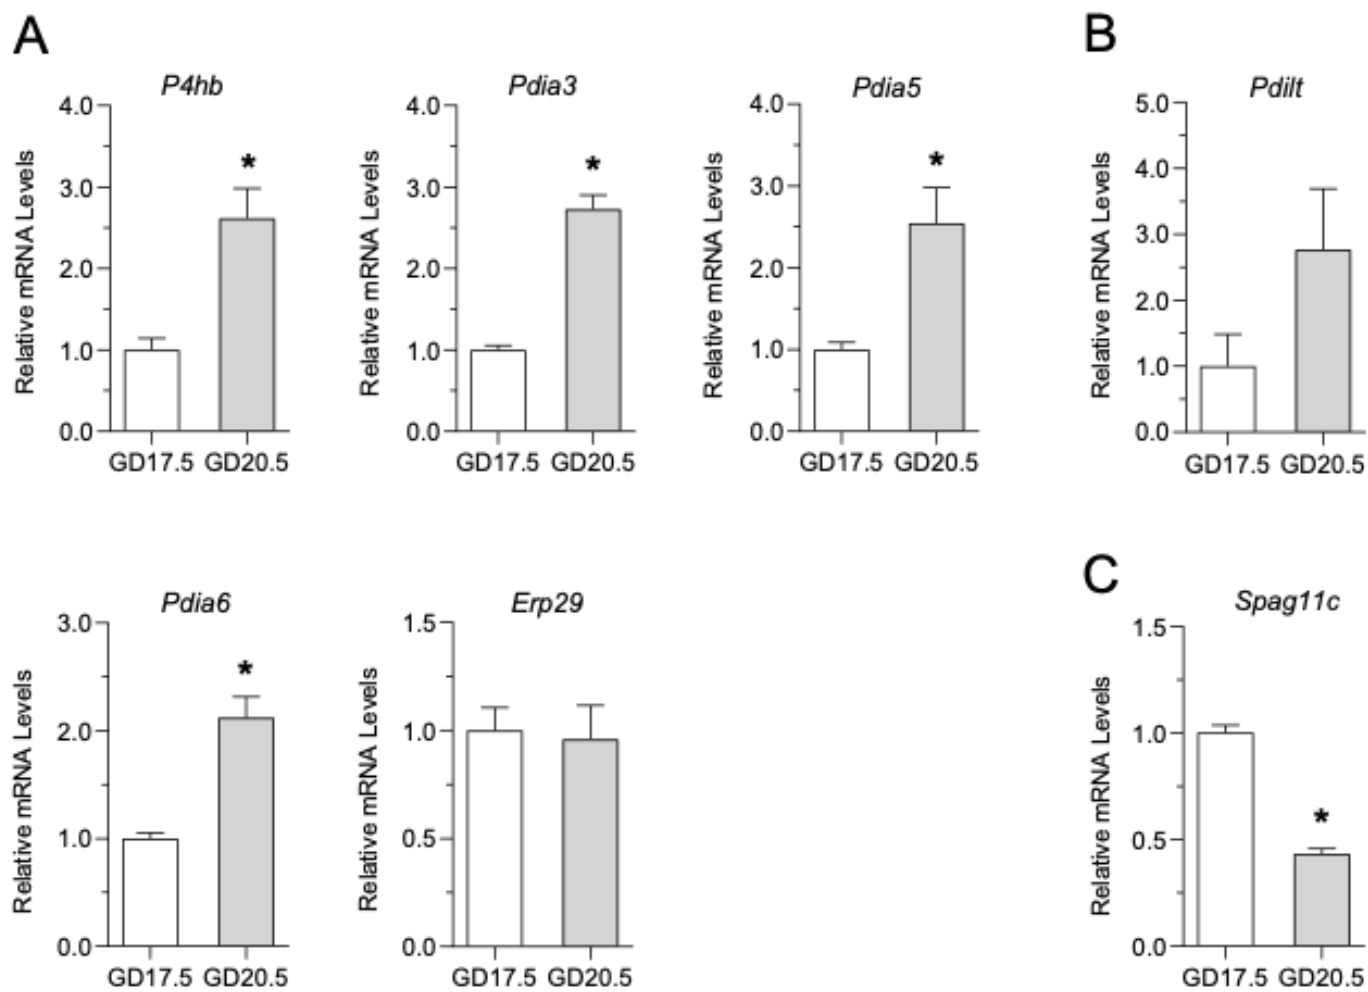 A
P4hb
Relative mRNA Levels
4.0
3.0
2.0
1.0
0.0
*
GD17.5 GD20.5
Pdia3
Relative mRNA Levels
4.0
3.0
2.0
1.0
0.0
*
GD17.5 GD20.5
Pdia5
Relative mRNA Levels
4.0
3.0
2.0
1.0
0.0
*
GD17.5 GD20.5
B
Pdilt
Relative mRNA Levels
5.0
4.0
3.0
2.0
1.0
0.0
GD17.5 GD20.5
Pdia6
Relative mRNA Levels
3.0
2.0
1.0
0.0
*
GD17.5 GD20.5
Erp29
Relative mRNA Levels
1.5
1.0
0.5
0.0
GD17.5 GD20.5
C
Spag11c
Relative mRNA Levels
1.5
1.0
0.5
0.0
*
GD17.5 GD20.5